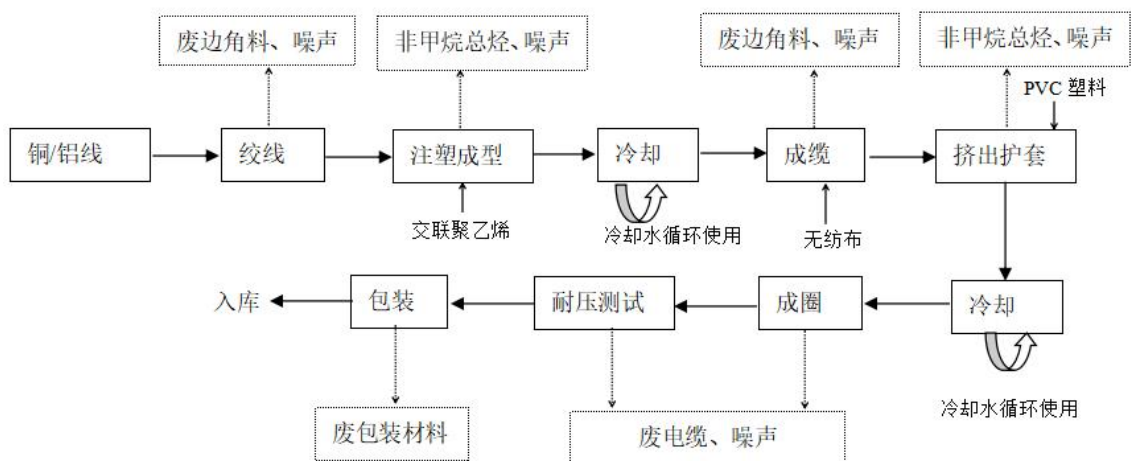 废边角料、噪声
非甲烷总烃、噪声
废边角料、噪声
非甲烷总烃、噪声
PVC 塑料
铜/铝线
绞线
注塑成型
冷却
成缆
挤出护套
交联聚乙烯
冷却水循环使用
无纺布
入库
包装
耐压测试
成圈
冷却
冷却水循环使用
废包装材料
废电缆、噪声